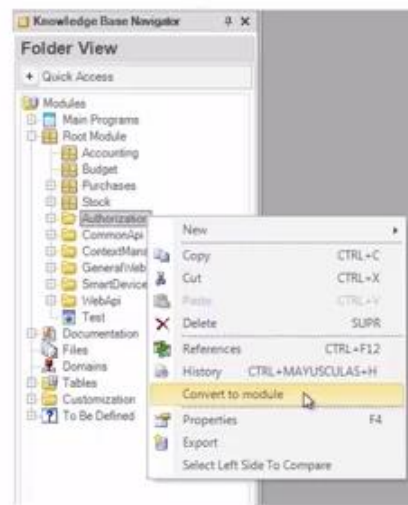 Knowledge Base Navigator
Folder View
Quick Access
Modules
Main Programs
Root Module
Accounting
Budget
Purchases
Stock
Authorization
CommonApi
ContextMana
GeneralWeb
SmartDevice
WebApi
Test
Documentation
Files
Domains
Tables
Customization
To Be Defined
New
Copy CTRL+C
Cut CTRL+X
Paste CTRL+V
Delete SUPR
References CTRL+F12
History CTRL+MAYUSCULAS+H
Convert to module
Properties F4
Export
Select Left Side To Compare